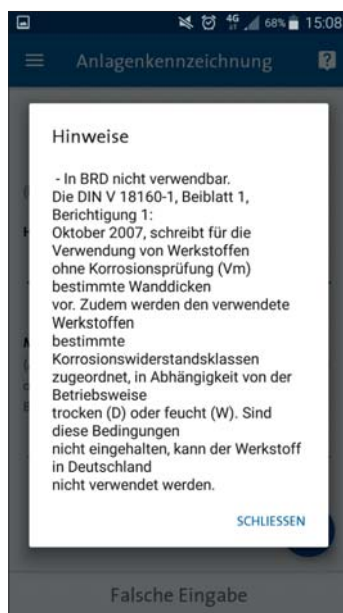 4G 68% 15:08
Anlagenkennzeichnung
Hinweise
- In BRD nicht verwendbar.
Die DIN V 18160-1, Beiblatt 1,
Berichtigung 1:
Oktober 2007, schreibt für die
Verwendung von Werkstoffen
ohne Korrosionsprüfung (Vm)
bestimmte Wanddicken
vor. Zudem werden den verwendete
Werkstoffen
bestimmte
Korrosionswiderstandsklassen
zugeordnet, in Abhängigkeit von der
Betriebsweise
trocken (D) oder feucht (W). Sind
diese Bedingungen
nicht eingehalten, kann der Werkstoff
in Deutschland
nicht verwendet werden.
SCHLIESSEN
Falsche Eingabe